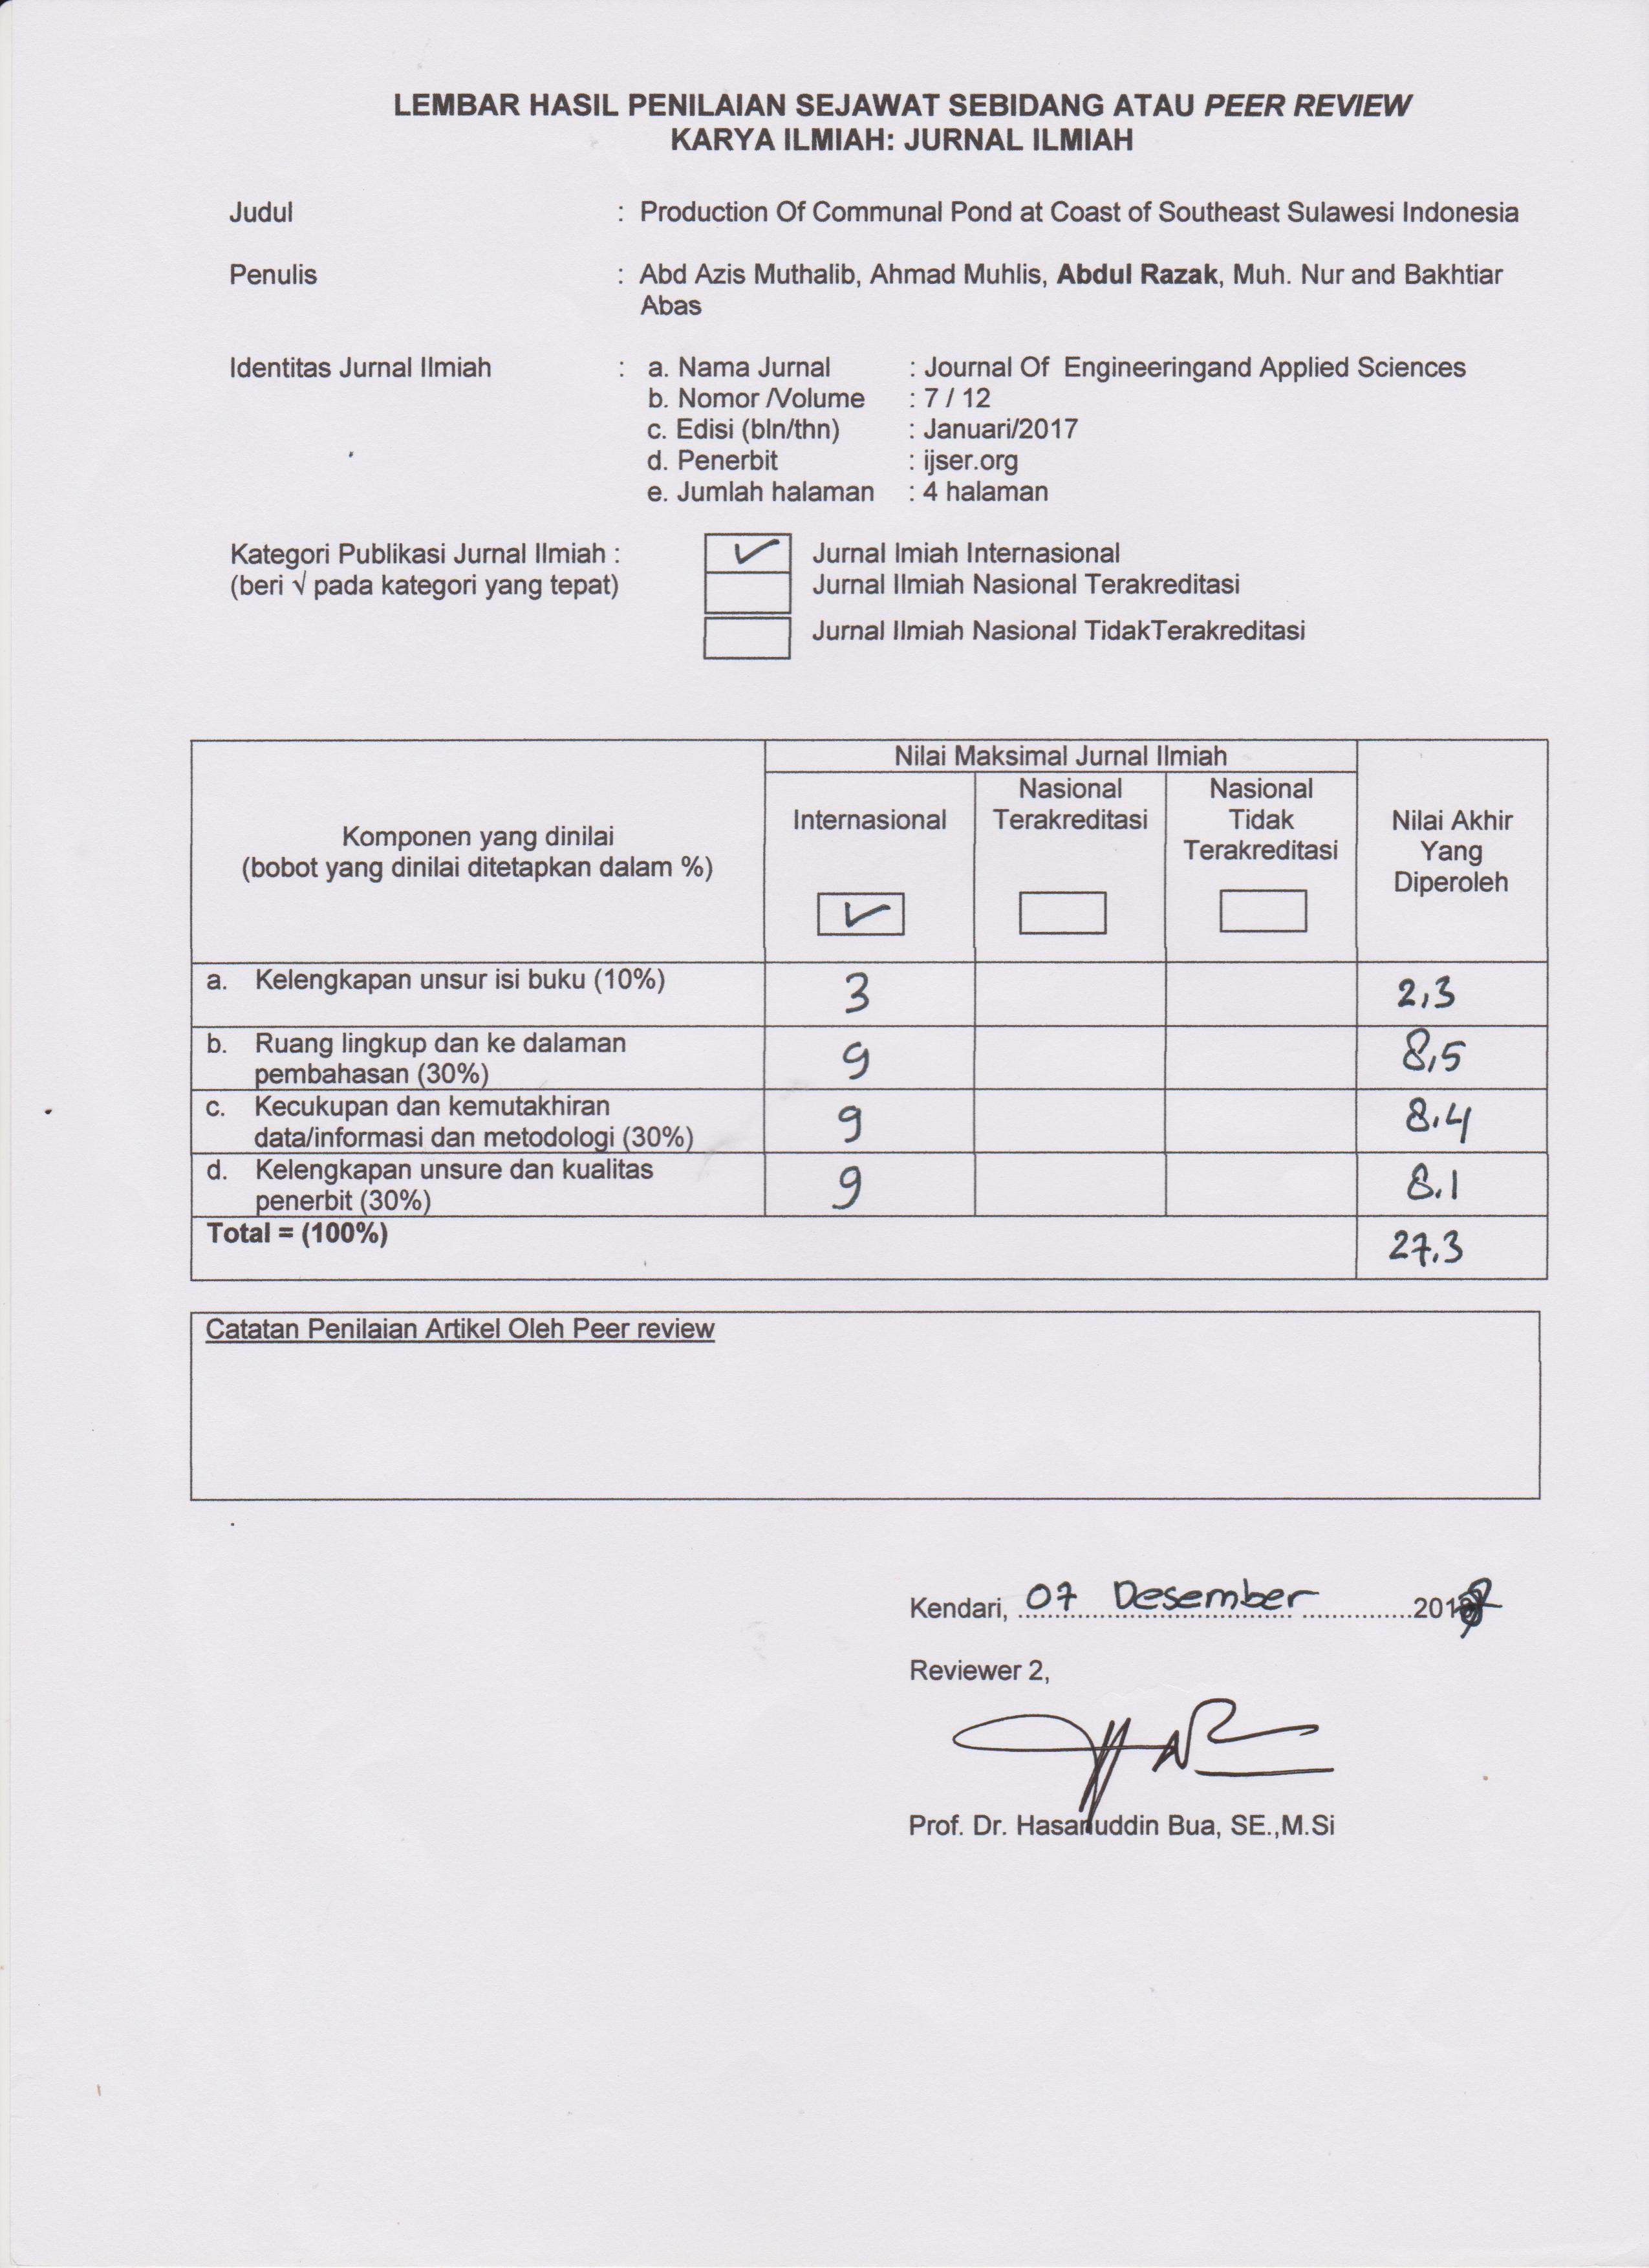 LEMBAR HASIL PENILAIAN SEJAWAT SEBIDANG ATAU PEER REVIEW
KARYA ILMIAH: JURNAL ILMIAH
Judul : Production Of Communal Pond at Coast of Southeast Sulawesi Indonesia
Penulis : Abd Azis Muthalib, Ahmad Muhlis, Abdul Razak, Muh. Nur and Bakhtiar
Abas
Identitas Jurnal Ilmiah : a. Nama Jurnal : Journal Of Engineeringand Applied Sciences
b. Nomor /Volume : 7 / 12
c. Edisi (bln/thn) : Januari/2017
d. Penerbit : ijser.org
e. Jumlah halaman : 4 halaman
Kategori Publikasi Jurnal Ilmiah : ✓ Jurnal Imiah Internasional
(beri √ pada kategori yang tepat) Jurnal Ilmiah Nasional Terakreditasi
Jurnal Ilmiah Nasional TidakTerakreditasi
Komponen yang dinilai
(bobot yang dinilai ditetapkan dalam %)
Nilai Maksimal Jurnal Ilmiah
Internasional
✓
Nasional
Terakreditasi
Nasional
Tidak
Terakreditasi
Nilai Akhir
Yang
Diperoleh
a. Kelengkapan unsur isi buku (10%) 3 2,3
b. Ruang lingkup dan ke dalaman
pembahasan (30%) 9 8,5
c. Kecukupan dan kemutakhiran
data/informasi dan metodologi (30%) 9 8.4
d. Kelengkapan unsure dan kualitas
penerbit (30%) 9 8.1
Total = (100%) 27.3
Catatan Penilaian Artikel Oleh Peer review
Kendari, 07 Desember 201
Reviewer 2,
Prof. Dr. Hasanuddin Bua, SE.,M.Si